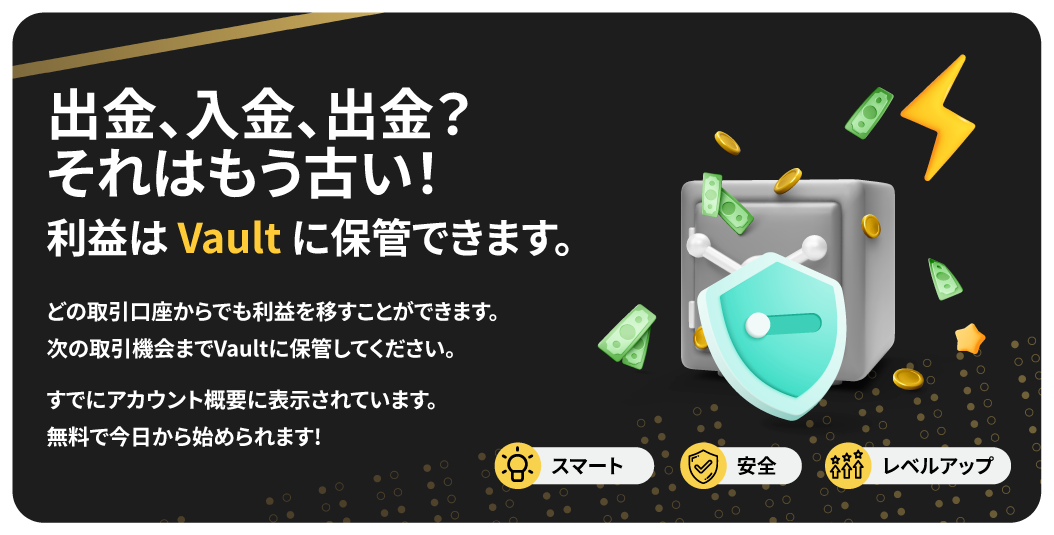 出金、入金、出金？
それはもう古い！
利益は Vault に保管できます。
どの取引口座からでも利益を移すことができます。
次の取引機会までVaultに保管してください。
すでにアカウント概要に表示されています。
無料で今日から始められます!
スマート
安全
レベルアップ